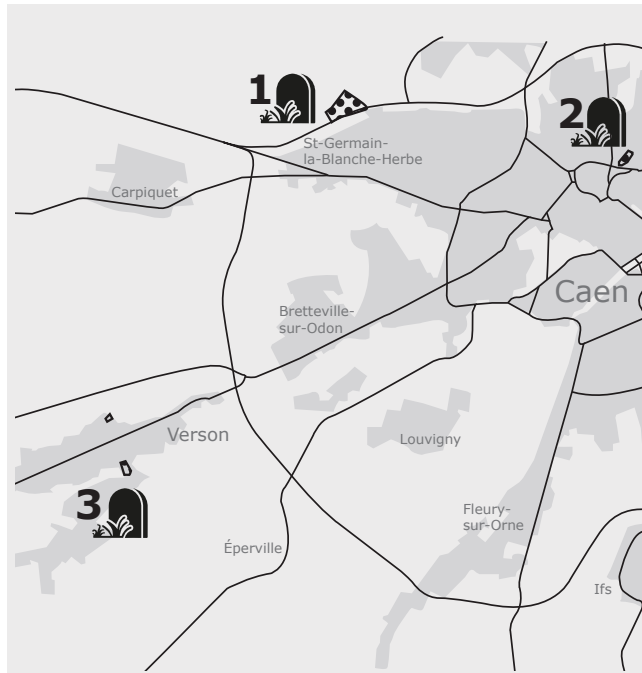 1
2
St-Germain-
la-Blanche-Herbe
Carpiquet
Caen
Bretteville-
sur-Odon
Verson
Louvigny
3
Fleury-
sur-Orne
Éperville
Ifs